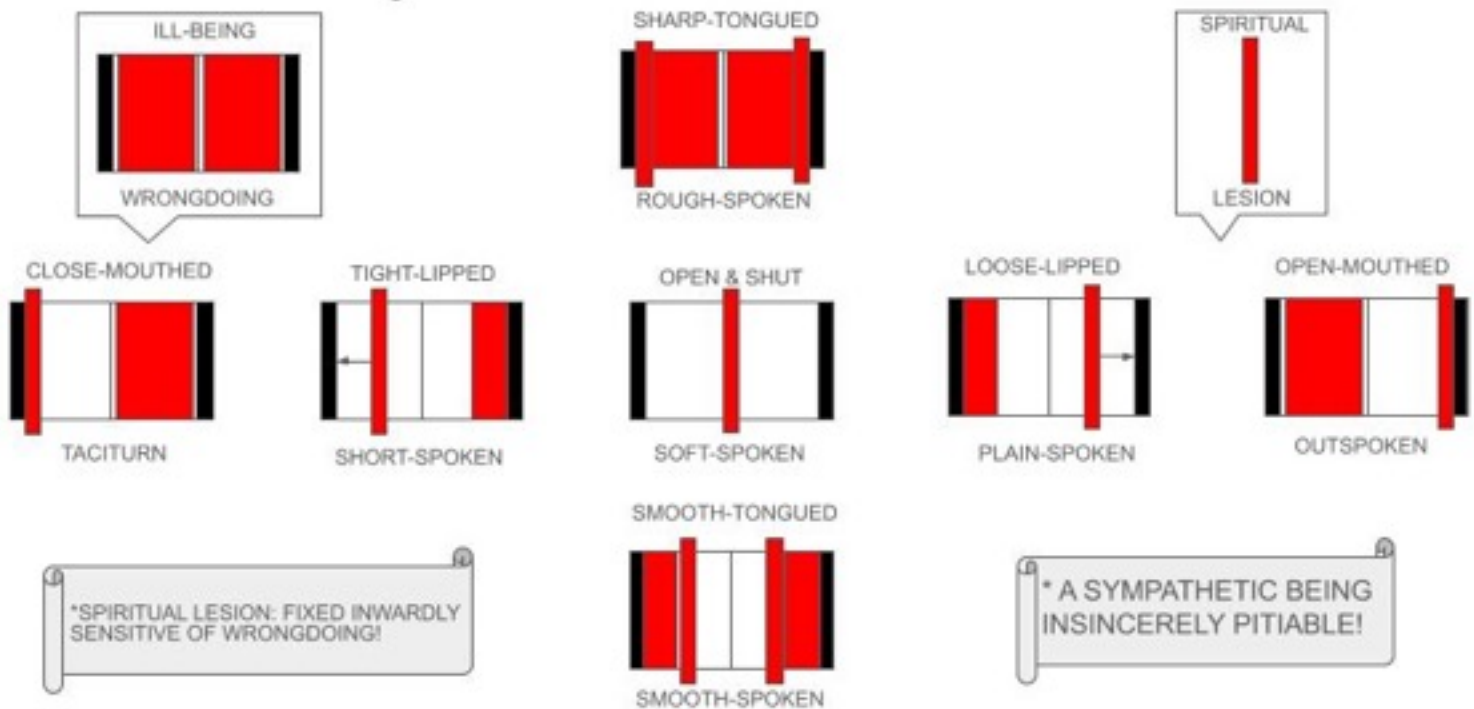 ILL-BEING
WRONGDOING
SHARP-TONGUED
ROUGH-SPOKEN
SPIRITUAL
LESION
CLOSE-MOUTHED
TACITURN
TIGHT-LIPPED
SHORT-SPOKEN
OPEN & SHUT
SOFT-SPOKEN
LOOSE-LIPPED
PLAIN-SPOKEN
OPEN-MOUTHED
OUTSPOKEN
SMOOTH-TONGUED
SMOOTH-SPOKEN
*SPIRITUAL LESION: FIXED INWARDLY
SENSITIVE OF WRONGDOING!
* A SYMPATHETIC BEING
INSINCERELY PITIABLE!